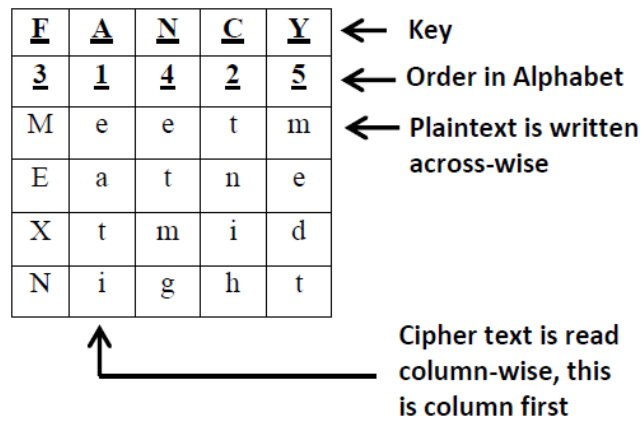 F A N C Y ← Key
3 1 4 2 5 ← Order in Alphabet
M e e t m ← Plaintext is written
across-wise
E a t n e
X t m i d
N i g h t
Cipher text is read
column-wise, this
is column first